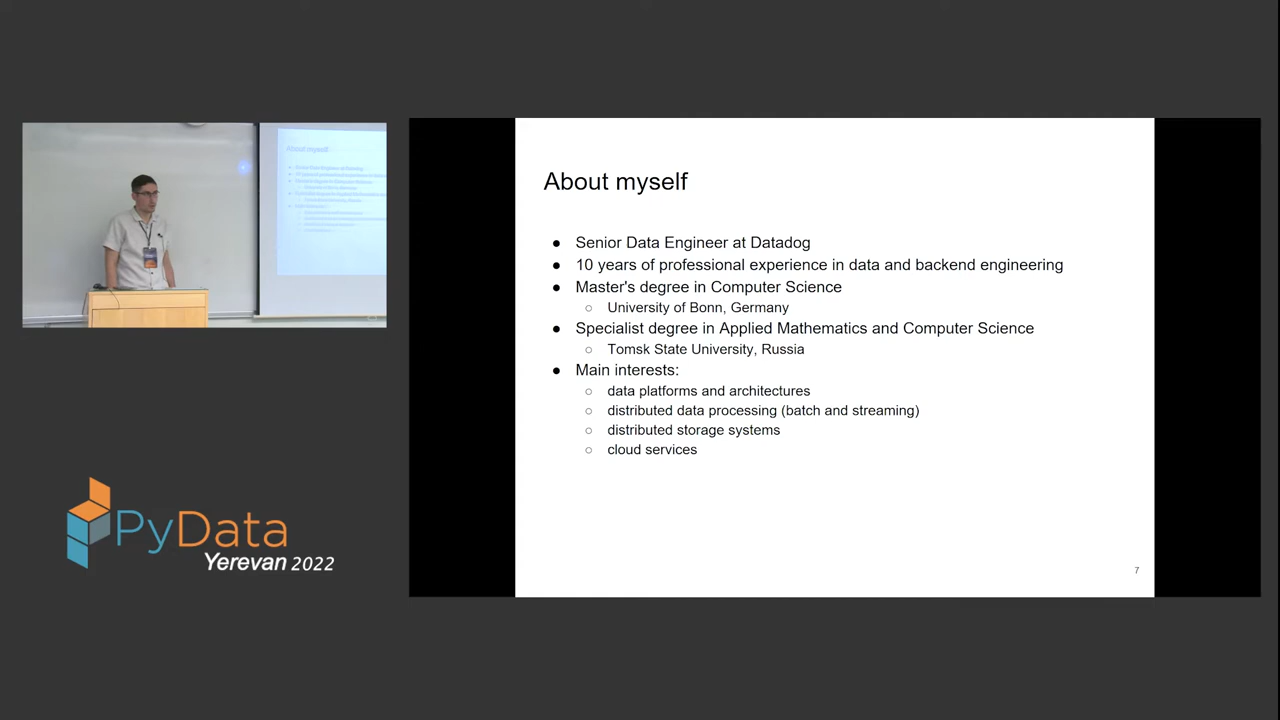 About myself
● Senior Data Engineer at Datadog
● 10 years of professional experience in data and backend engineering
● Master's degree in Computer Science
○ University of Bonn, Germany
● Specialist degree in Applied Mathematics and Computer Science
○ Tomsk State University, Russia
● Main interests:
○ data platforms and architectures
○ distributed data processing (batch and streaming)
○ distributed storage systems
○ cloud services
7
About myself
PyData
Yerevan 2022